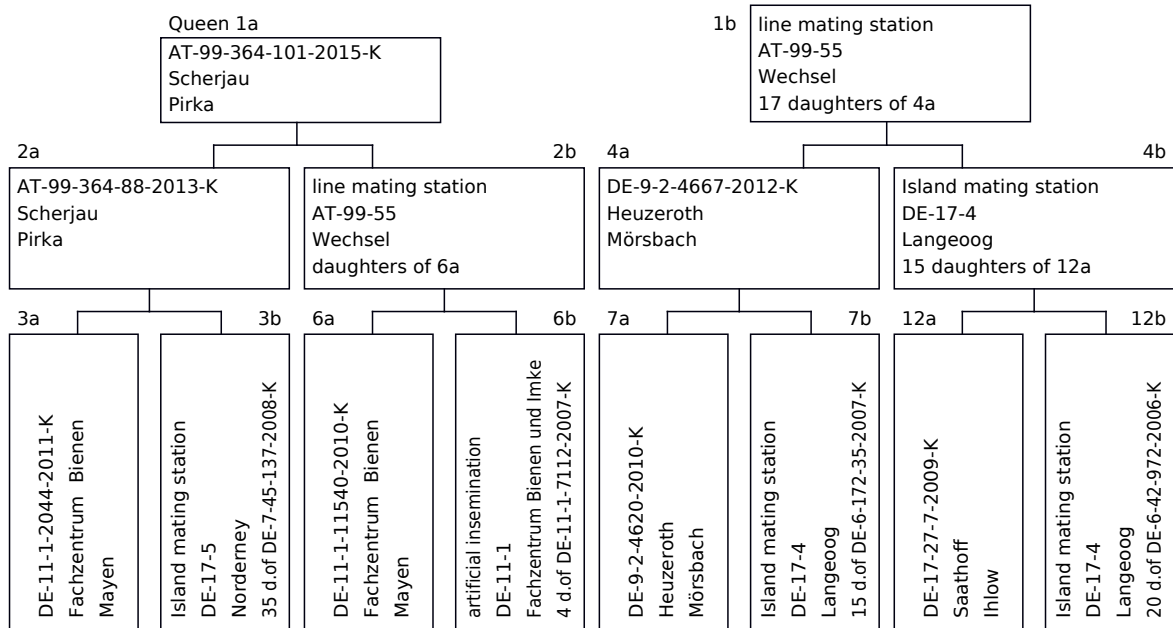 Queen 1a
AT-99-364-101-2015-K
Scherjau
Pirka
1b
line mating station
AT-99-55
Wechsel
17 daughters of 4a
2a
AT-99-364-88-2013-K
Scherjau
Pirka
2b
line mating station
AT-99-55
Wechsel
daughters of 6a
4a
DE-9-2-4667-2012-K
Heuzeroth
Mörsbach
4b
Island mating station
DE-17-4
Langeoog
15 daughters of 12a
3a
DE-11-1-2044-2011-K
Fachzentrum Bienen
Mayen
3b
Island mating station
DE-17-5
Norderney
35 d.of DE-7-45-137-2008-K
6a
DE-11-1-11540-2010-K
Fachzentrum Bienen
Mayen
6b
artificial insemination
DE-11-1
Fachzentrum Bienen und Imke
4 d.of DE-11-1-7112-2007-K
7a
DE-9-2-4620-2010-K
Heuzeroth
Mörsbach
7b
Island mating station
DE-17-4
Langeoog
15 d.of DE-6-172-35-2007-K
12a
DE-17-27-7-2009-K
Saathoff
Ihlow
12b
Island mating station
DE-17-4
Langeoog
20 d.of DE-6-42-972-2006-K